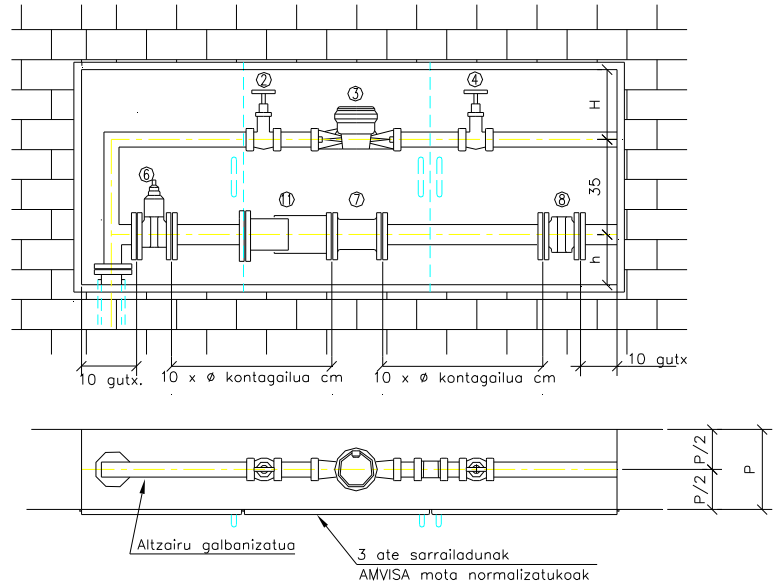 2
3
4
H
6
11
7
8
35
h
10 gutx.
10 x ø kontagailua cm
10 x ø kontagailua cm
10 gutx
P/2
P/2
P
Altzairu galbanizatua
3 ate sarrailadunak
AMVISA mota normalizatukoak